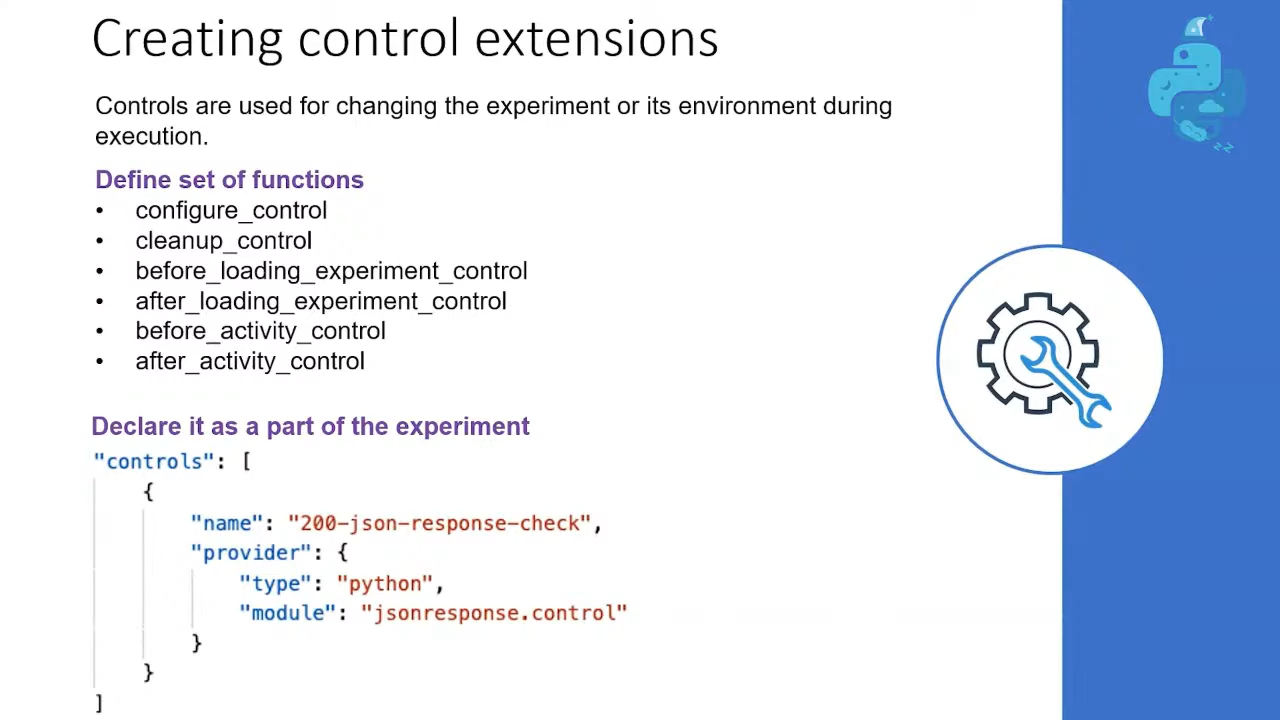 Creating control extensions
Controls are used for changing the experiment or its environment during
execution.
Define set of functions
• configure_control
• cleanup_control
• before_loading_experiment_control
• after_loading_experiment_control
• before_activity_control
• after_activity_control
Declare it as a part of the experiment
"controls": [
{
"name": "200-json-response-check",
"provider": {
"type": "python",
"module": "jsonresponse.control"
}
}
]
zz